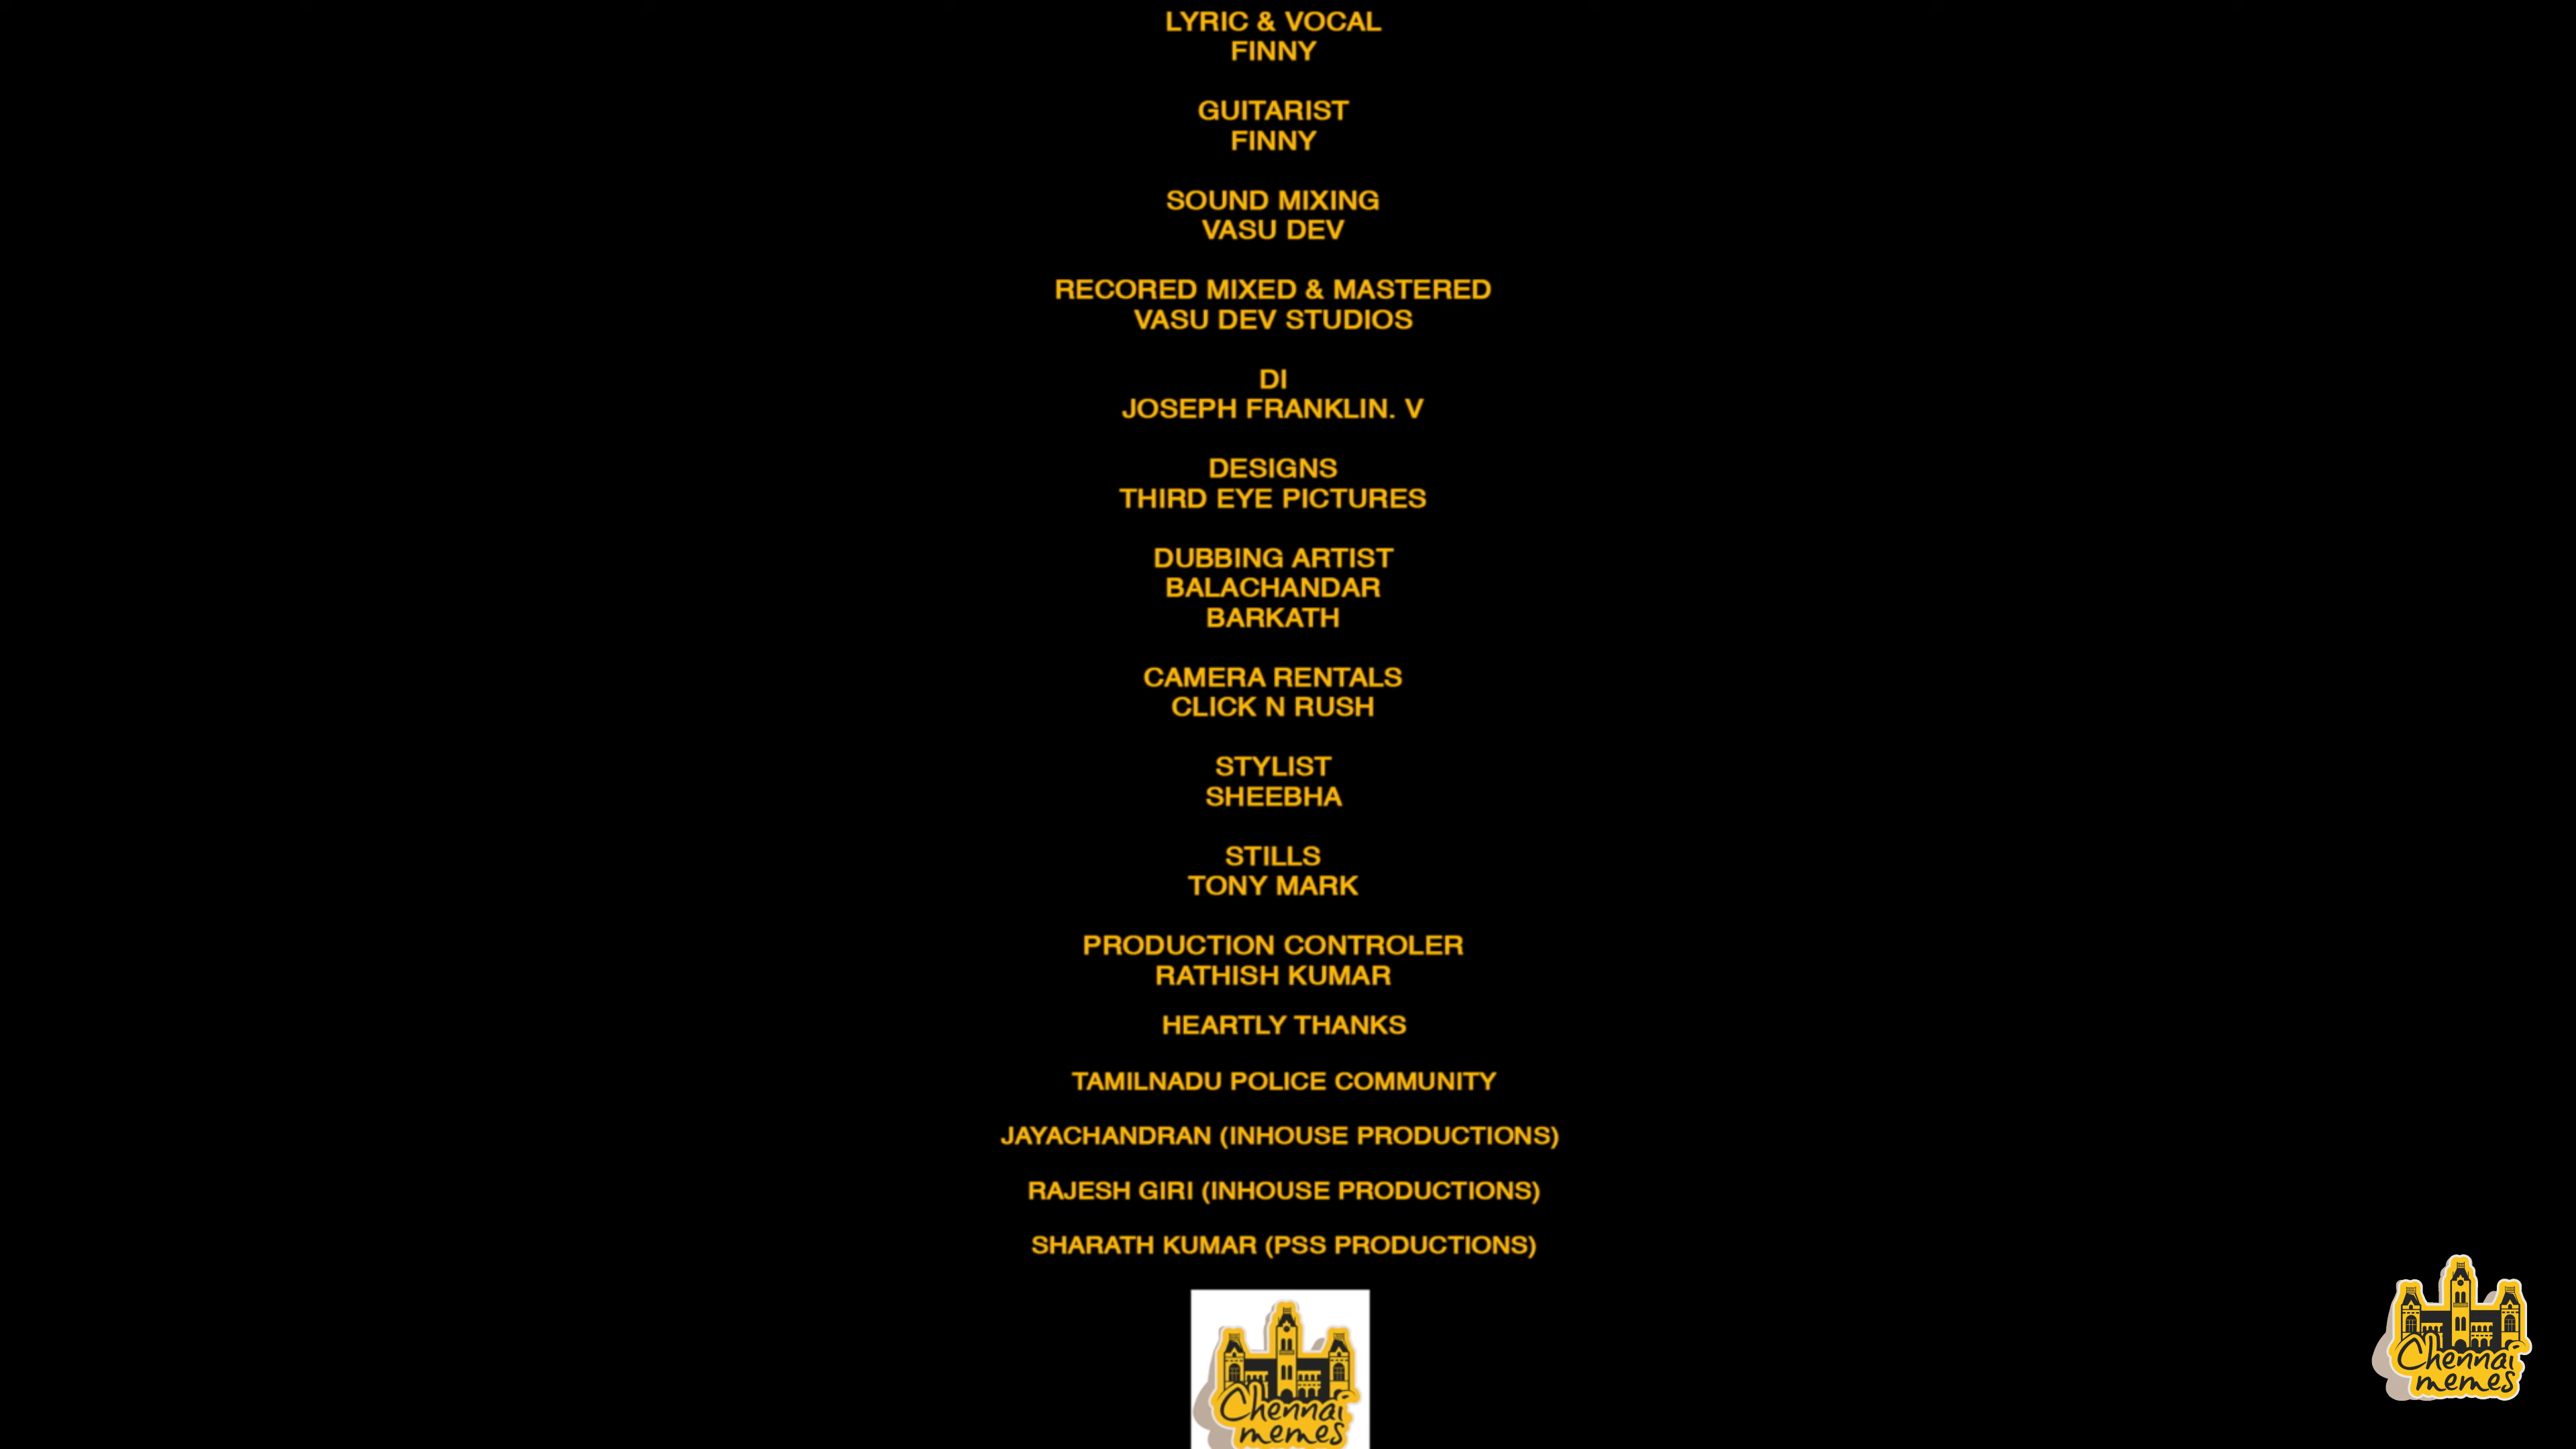 LYRIC & VOCAL
FINNY
GUITARIST
FINNY
SOUND MIXING
VASU DEV
RECORED MIXED & MASTERED
VASU DEV STUDIOS
DI
JOSEPH FRANKLIN. V
DESIGNS
THIRD EYE PICTURES
DUBBING ARTIST
BALACHANDAR
BARKATH
CAMERA RENTALS
CLICK N RUSH
STYLIST
SHEEBHA
STILLS
TONY MARK
PRODUCTION CONTROLER
RATHISH KUMAR
HEARTLY THANKS
TAMILNADU POLICE COMMUNITY
JAYACHANDRAN (INHOUSE PRODUCTIONS)
RAJESH GIRI (INHOUSE PRODUCTIONS)
SHARATH KUMAR (PSS PRODUCTIONS)
Chennai
memes
Chennai
memes